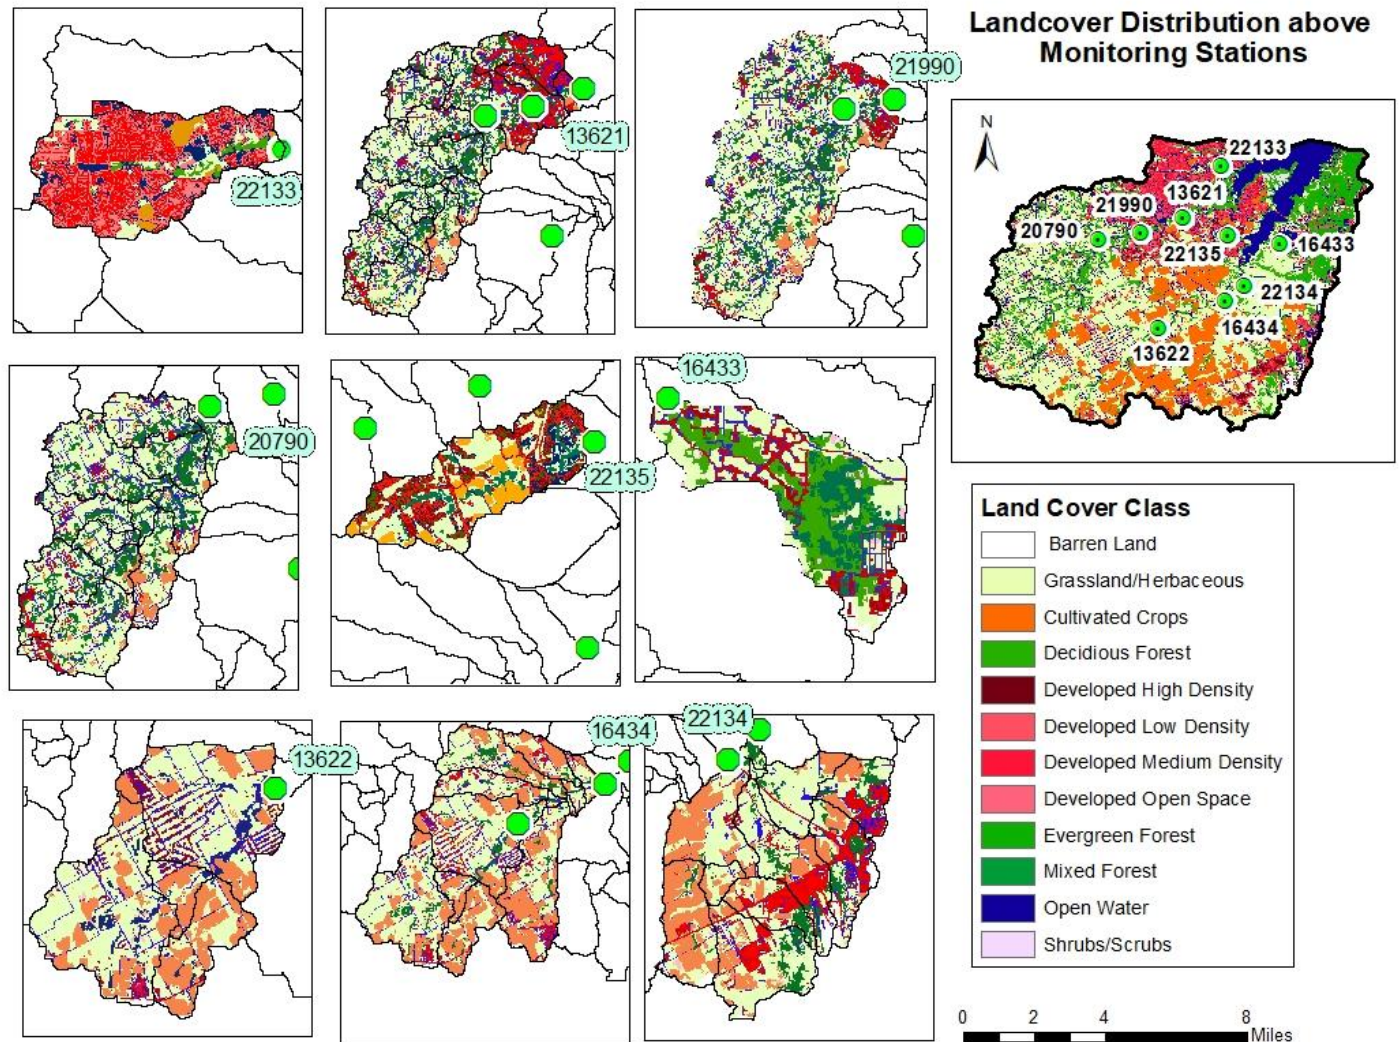 Landcover Distribution above
Monitoring Stations
22133
13621
21990
20790
22135
16433
13622
16434
22134
N
22133
13621
21990
20790
22135
16433
22134
16434
13622
Land Cover Class
Barren Land
Grassland/Herbaceous
Cultivated Crops
Decidious Forest
Developed High Density
Developed Low Density
Developed Medium Density
Developed Open Space
Evergreen Forest
Mixed Forest
Open Water
Shrubs/Scrubs
0 2 4 8
Miles